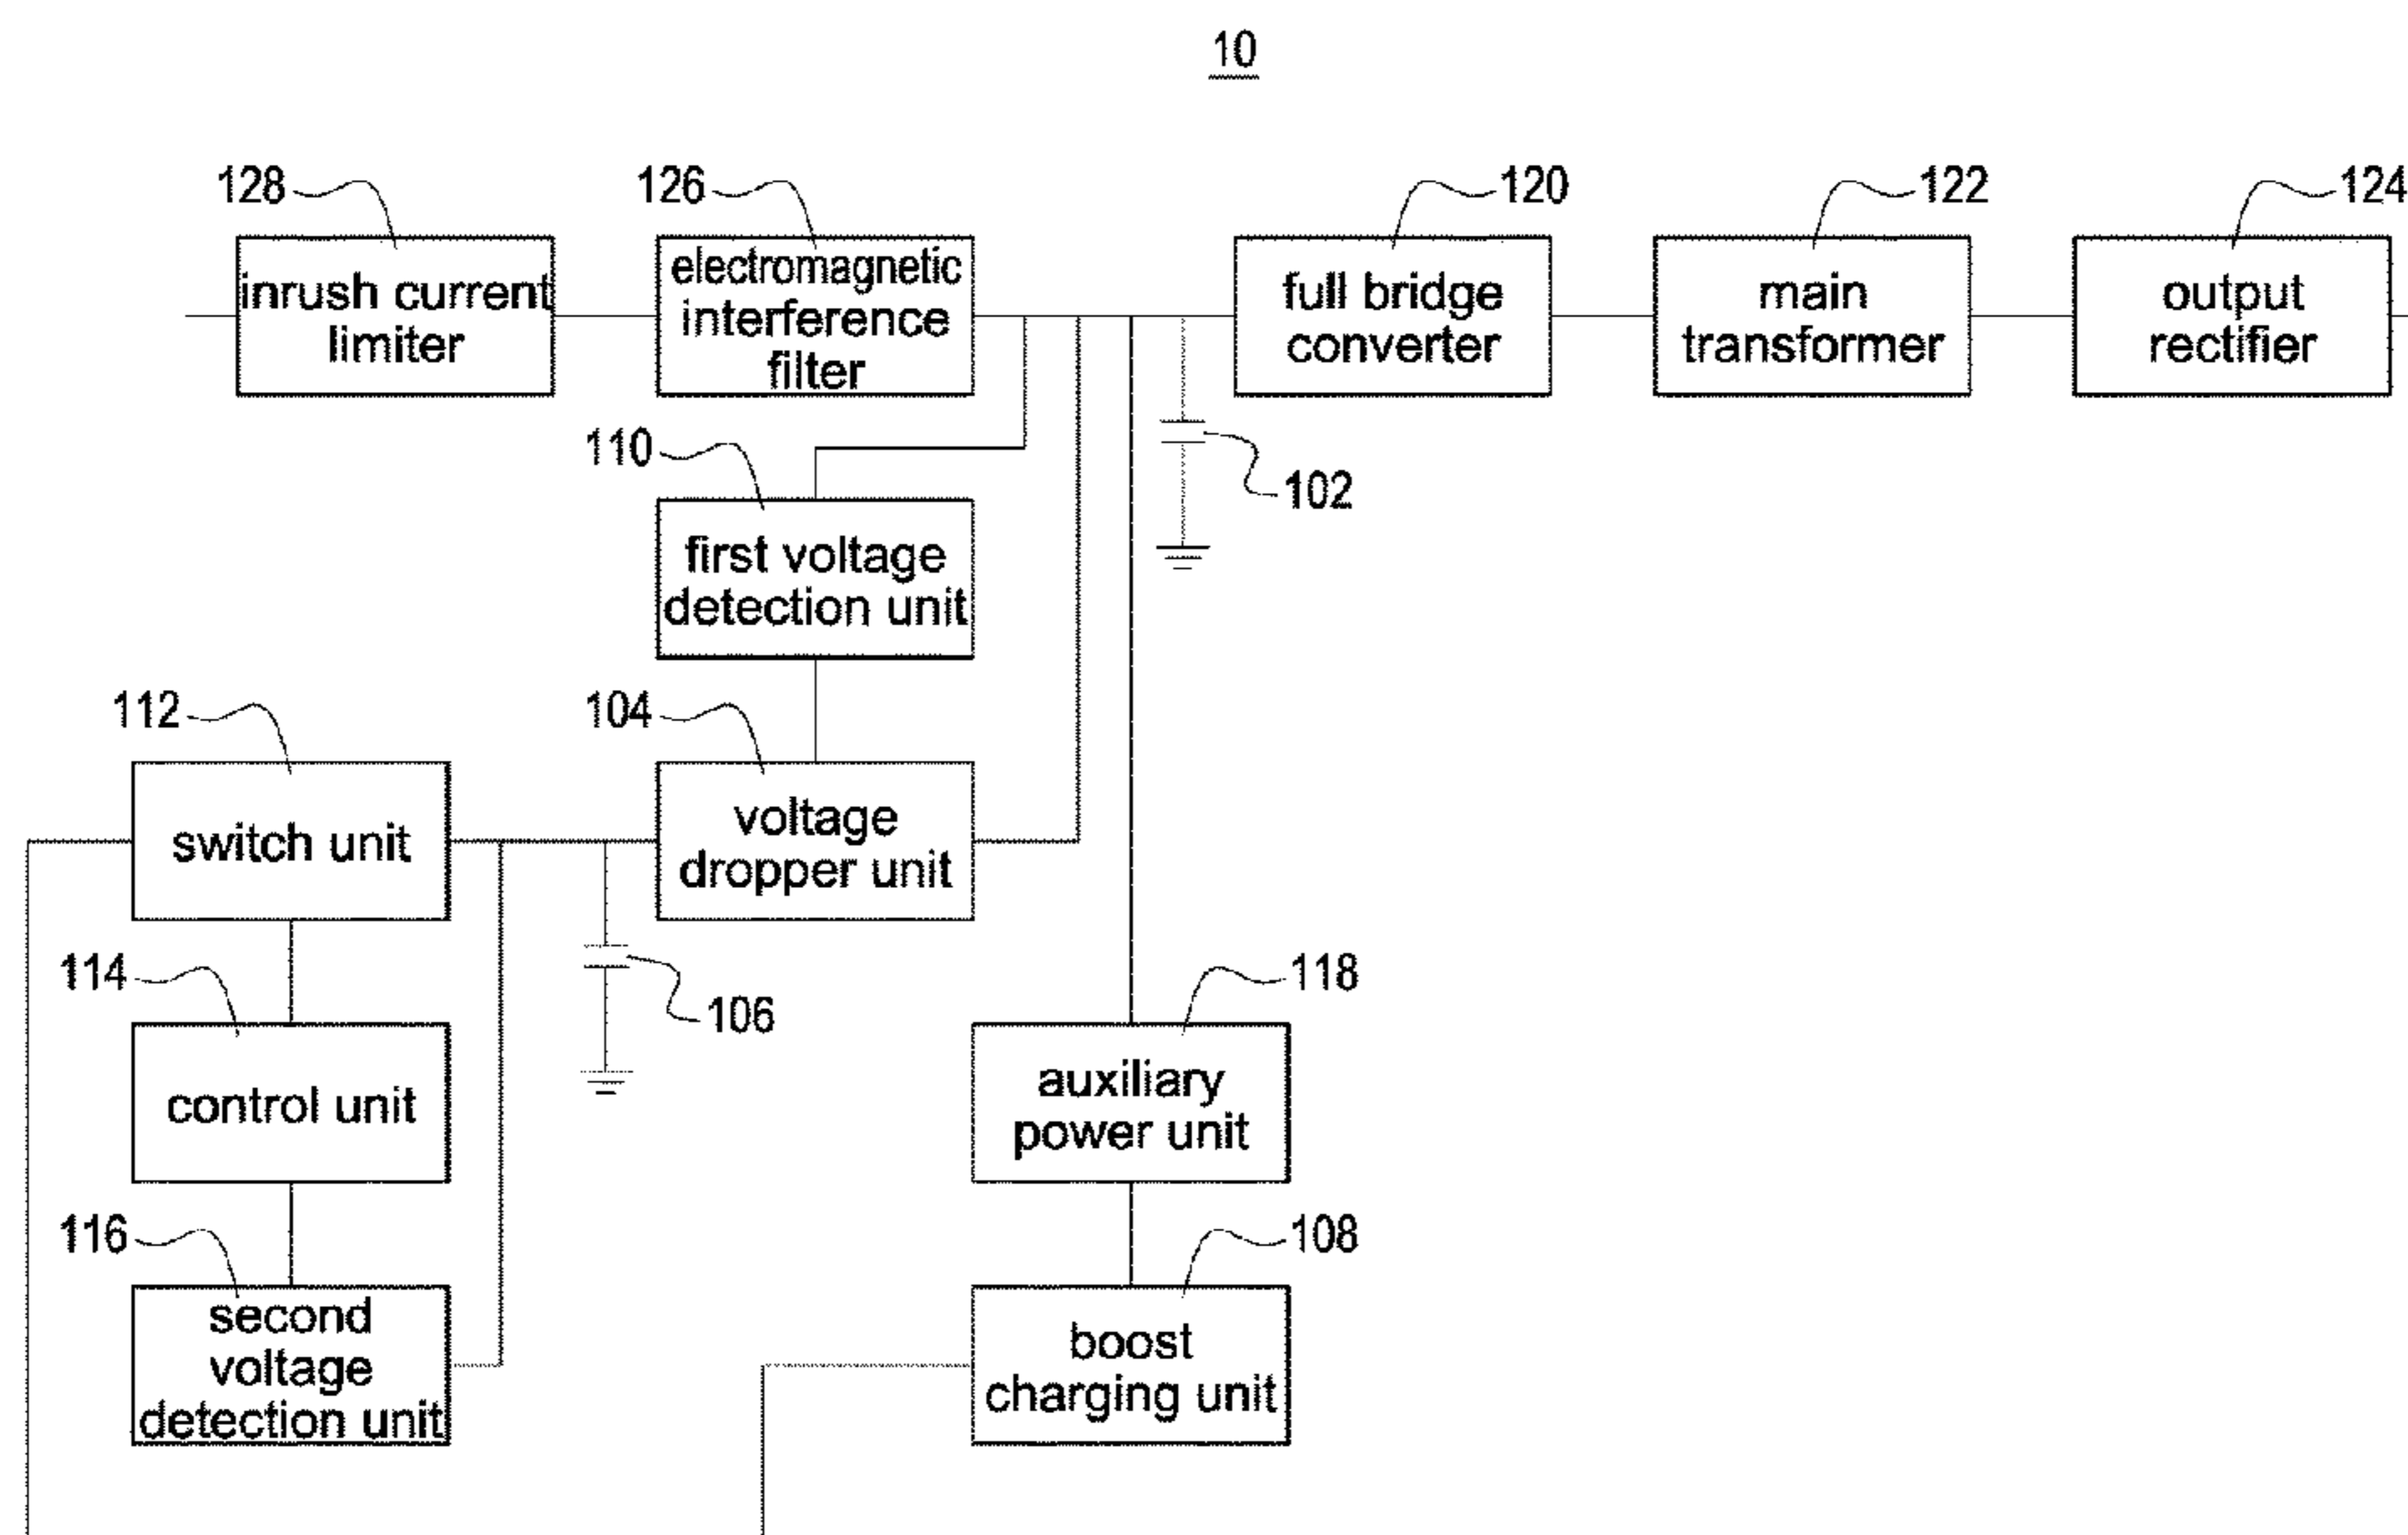 10
128
126
120
122
124
inrush current
limiter
electromagnetic
interference
filter
full bridge
converter
main
transformer
output
rectifier
110
102
first voltage
detection unit
112
104
switch unit
voltage
dropper unit
114
106
118
control unit
auxiliary
power unit
116
108
second
voltage
detection unit
boost
charging unit